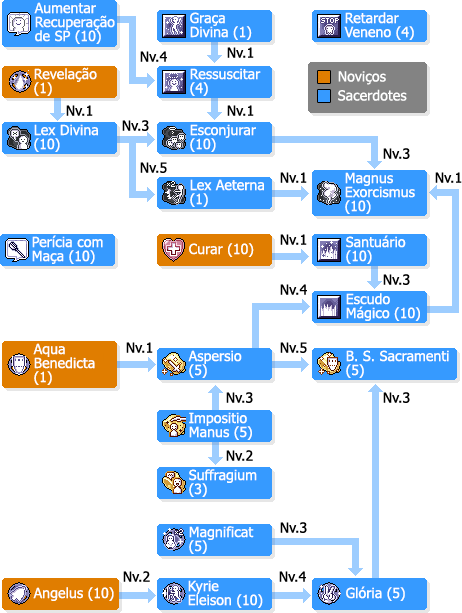 Aumentar
Recuperação
de SP (10)
Graça
Divina (1)
STOP
Retardar
Veneno (4)
Nv.4
Nv.1
Revelação
(1)
Ressuscitar
(4)
Noviços
Sacerdotes
Nv.1
Nv.1
Lex Divina
(10)
Nv.3
Esconjurar
(10)
Nv.3
Nv.5
Lex Aeterna
(1)
Nv.1
Magnus
Exorcismus
(10)
Nv.1
Perícia com
Maça (10)
Curar (10)
Nv.1
Santuário
(10)
Nv.3
Nv.4
Escudo
Mágico (10)
Aqua
Benedicta
(1)
Nv.1
Aspersio
(5)
Nv.5
B. S. Sacramenti
(5)
Nv.3
Nv.3
Impositio
Manus (5)
Nv.2
Suffragium
(3)
Magnificat
(5)
Nv.3
Angelus (10)
Nv.2
Kyrie
Eleison (10)
Nv.4
Glória (5)